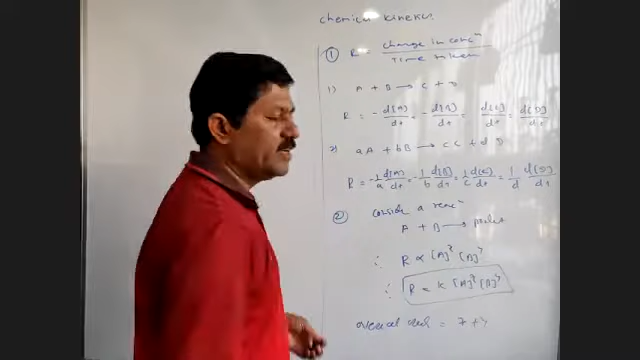 chemical kinetics
① R = change in concⁿ / Time taken
1) A + B → C + D
R = - d[A]/dt = - d[B]/dt = d[C]/dt = d[D]/dt
2) aA + bB → cC + dD
R = -1/a d[A]/dt = -1/b d[B]/dt = 1/c d[C]/dt = 1/d d[D]/dt
② Consider a reacⁿ
A + B → product
∴ R ∝ [A]ˣ [B]ʸ
∴ R = K [A]ˣ [B]ʸ
overall order = x + y